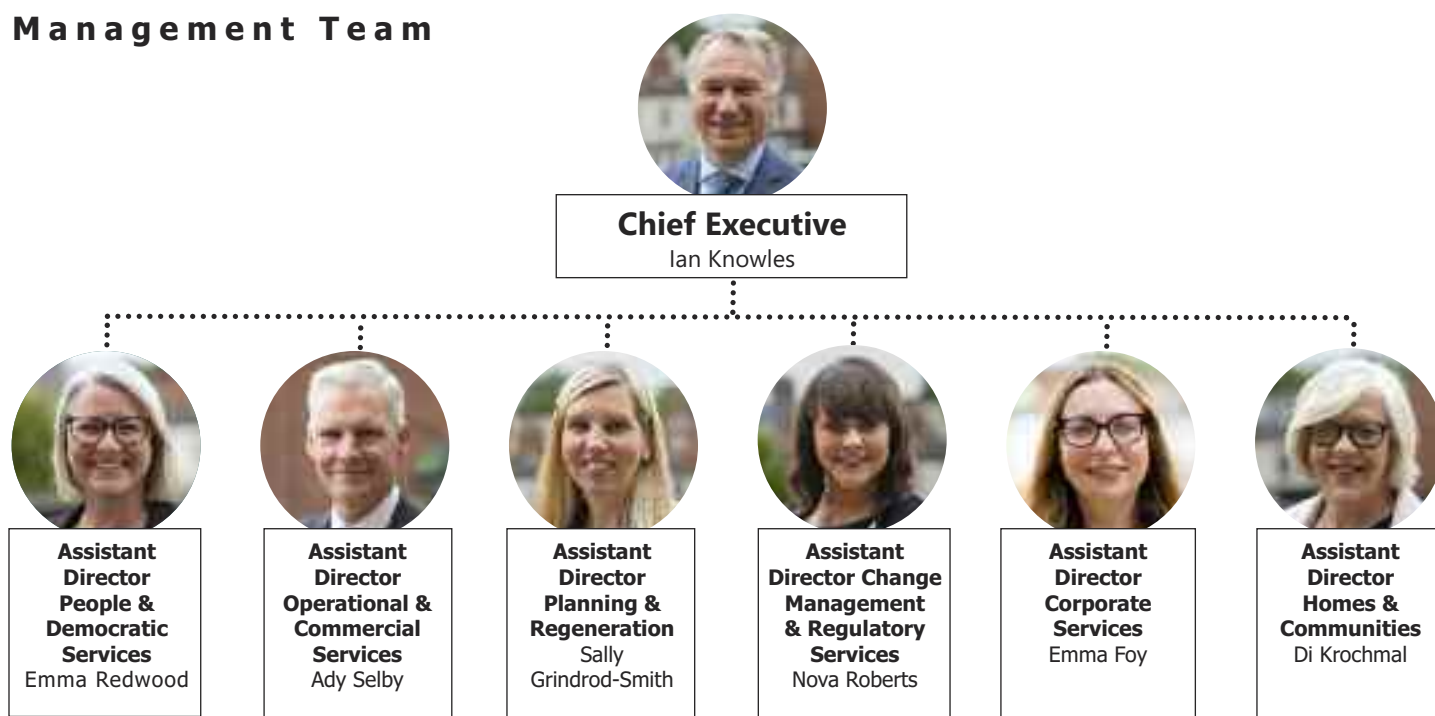 Management Team
Chief Executive
Ian Knowles
Assistant
Director
People &
Democratic
Services
Emma Redwood
Assistant
Director
Operational &
Commercial
Services
Ady Selby
Assistant
Director
Planning &
Regeneration
Sally
Grindrod-Smith
Assistant
Director Change
Management
& Regulatory
Services
Nova Roberts
Assistant
Director
Corporate
Services
Emma Foy
Assistant
Director
Homes &
Communities
Di Krochmal